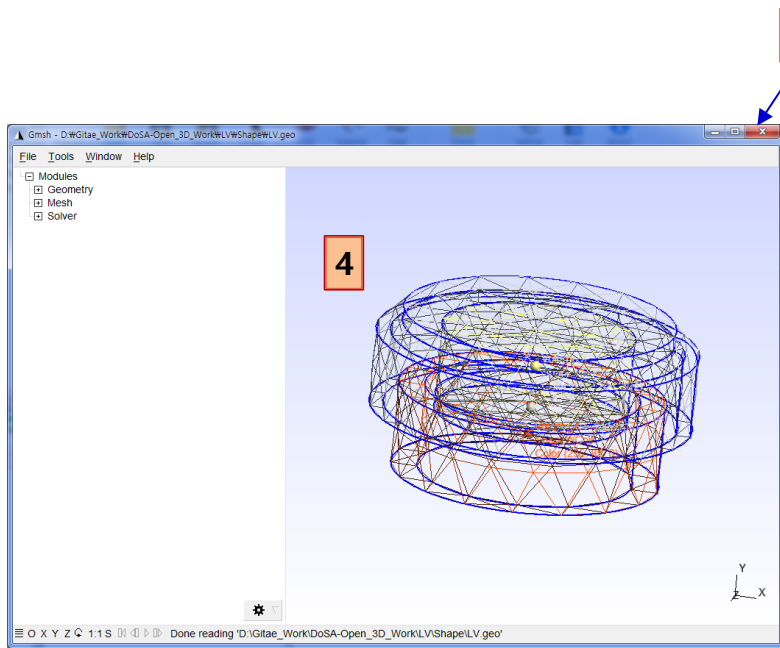 Gmsh - D:₩Gitae_Work₩DoSA-Open_3D_Work₩LV₩Shape₩LV.geo
File Tools Window Help
Modules
Geometry
Mesh
Solver
4
Y
Z X
O X Y Z 1:1 S Done reading 'D:\Gitae_Work\DoSA-Open_3D_Work\LV\Shape\LV.geo'